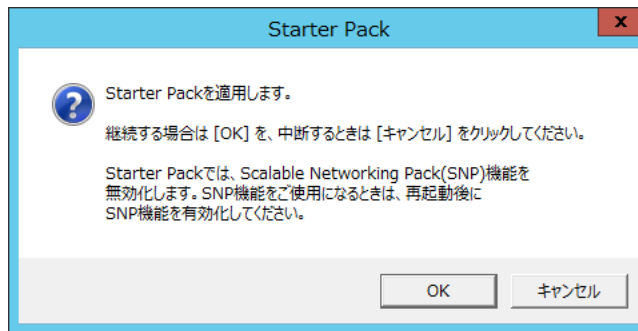 Starter Pack
x
?
Starter Packを適用します。
継続する場合は [OK] を、中断するときは [キャンセル] をクリックしてください。
Starter Packでは、Scalable Networking Pack(SNP)機能を
無効化します。SNP機能をご使用になるときは、再起動後に
SNP機能を有効化してください。
OK
キャンセル